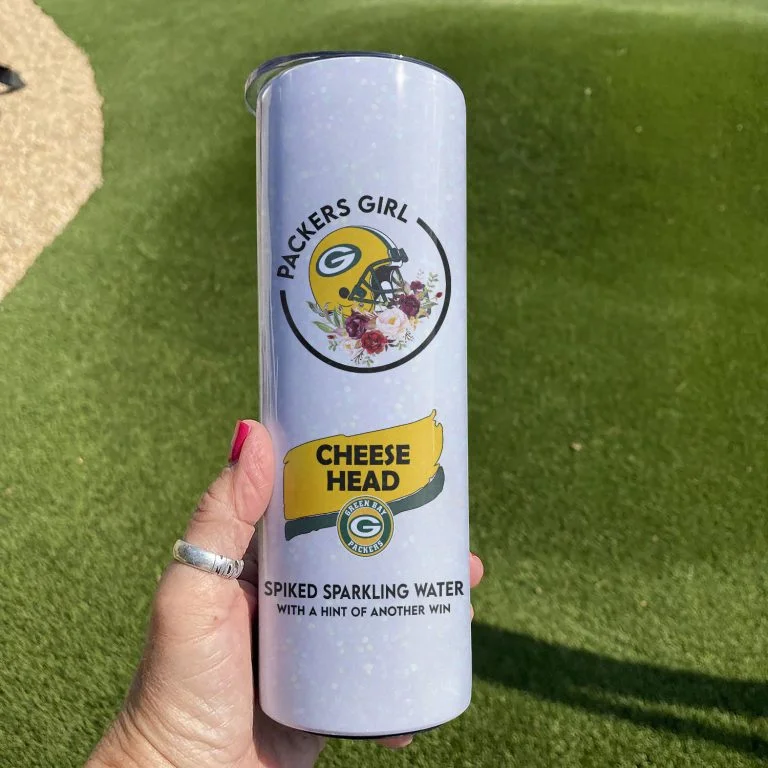 PACKERS GIRL
G
CHEESE
HEAD
GREEN BAY
G
PACKERS
SPIKED SPARKLING WATER
WITH A HINT OF ANOTHER WIN